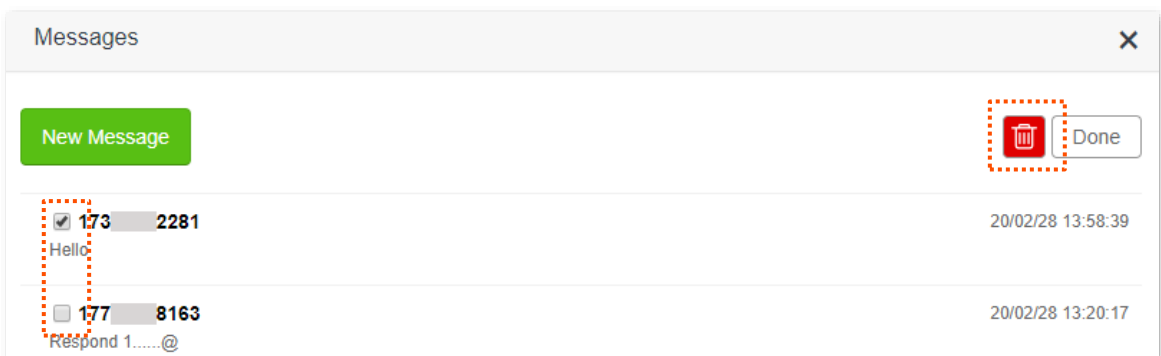 Messages
New Message
Done
173 2281
20/02/28 13:58:39
Hello
177 8163
20/02/28 13:20:17
Respond 1......@